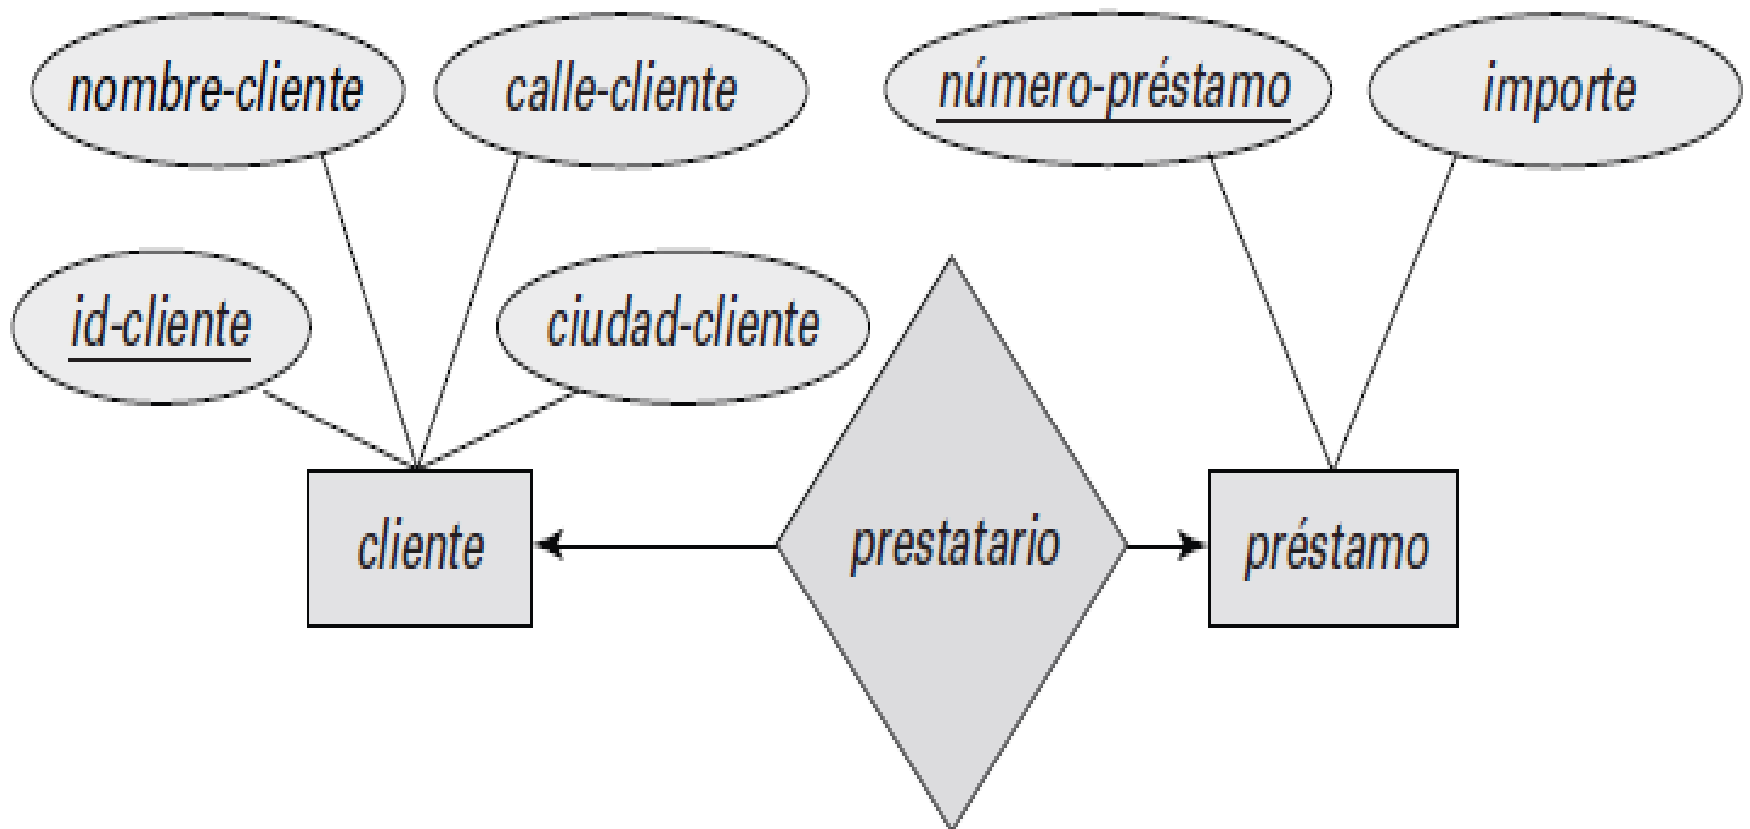 nombre-cliente
calle-cliente
número-préstamo
importe
id-cliente
ciudad-cliente
cliente
prestatario
préstamo